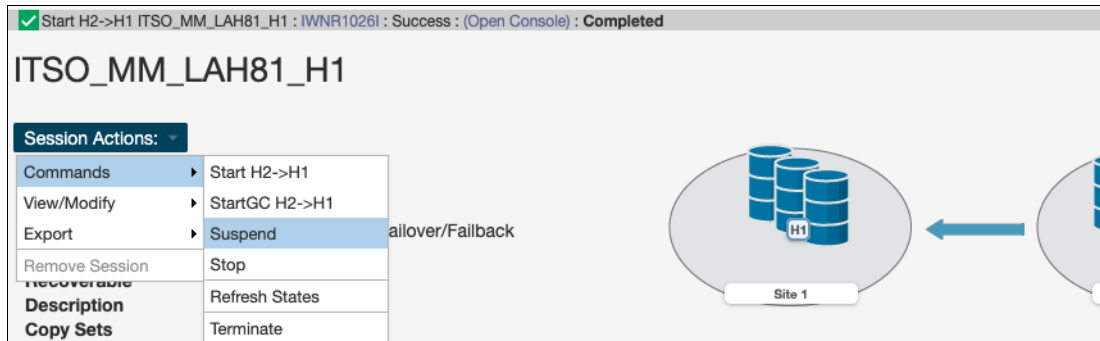 Start H2->H1 ITSO_MM_LAH81_H1 : IWNR1026I : Success : (Open Console) : Completed
ITSO_MM_LAH81_H1
Session Actions:
Commands
View/Modify
Export
Remove Session
Start H2->H1
StartGC H2->H1
Suspend
Stop
Refresh States
Terminate
ailover/Failback
Recoverable
Description
Copy Sets
H1
Site 1